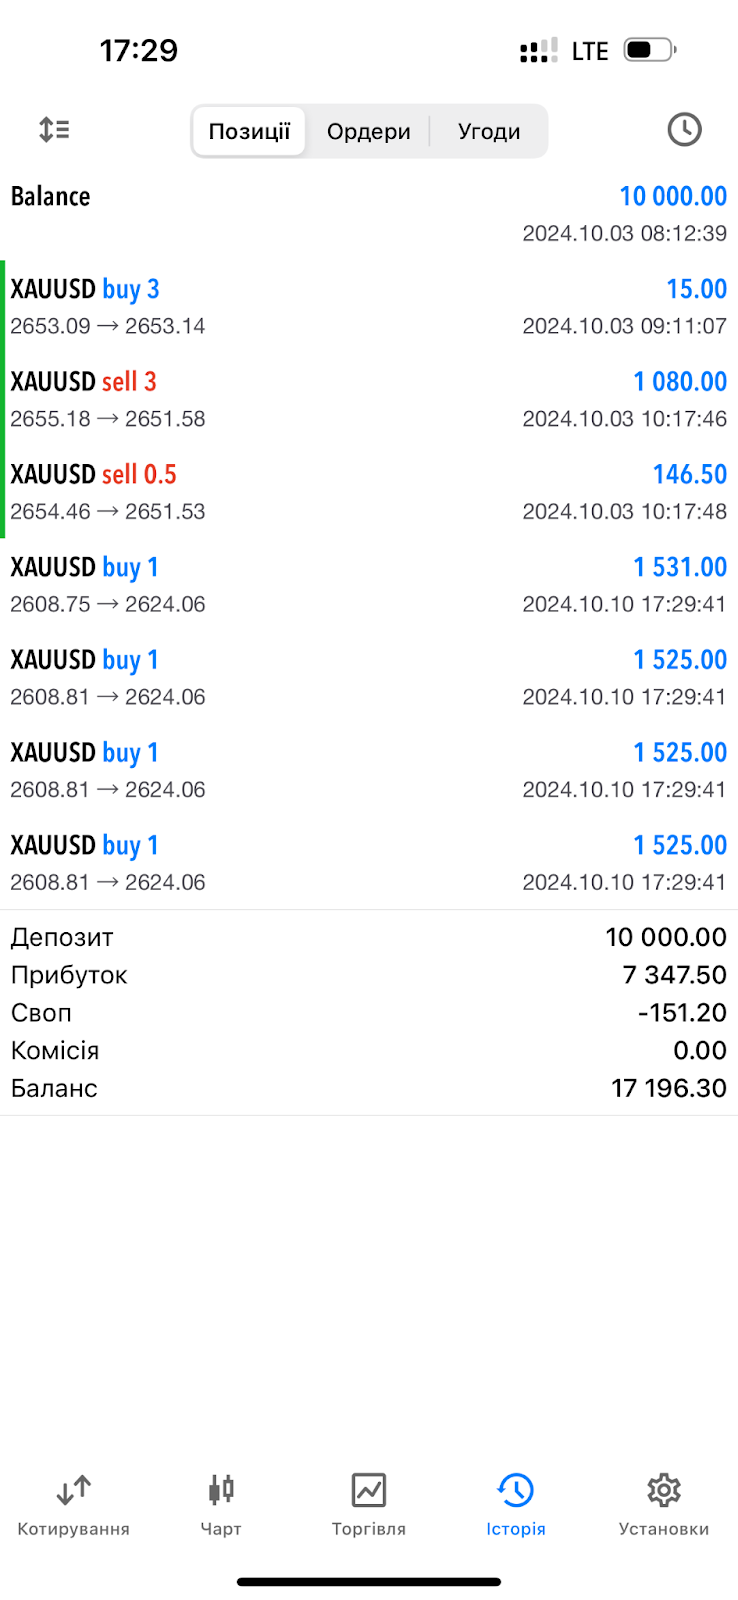 17:29 LTE
Позиції Ордери Угоди
Balance 10 000.00
2024.10.03 08:12:39
XAUUSD buy 3 15.00
2653.09 → 2653.14 2024.10.03 09:11:07
XAUUSD sell 3 1 080.00
2655.18 → 2651.58 2024.10.03 10:17:46
XAUUSD sell 0.5 146.50
2654.46 → 2651.53 2024.10.03 10:17:48
XAUUSD buy 1 1 531.00
2608.75 → 2624.06 2024.10.10 17:29:41
XAUUSD buy 1 1 525.00
2608.81 → 2624.06 2024.10.10 17:29:41
XAUUSD buy 1 1 525.00
2608.81 → 2624.06 2024.10.10 17:29:41
XAUUSD buy 1 1 525.00
2608.81 → 2624.06 2024.10.10 17:29:41
Депозит 10 000.00
Прибуток 7 347.50
Своп -151.20
Комісія 0.00
Баланс 17 196.30
Котирування Чарт Торгівля Історія Установки